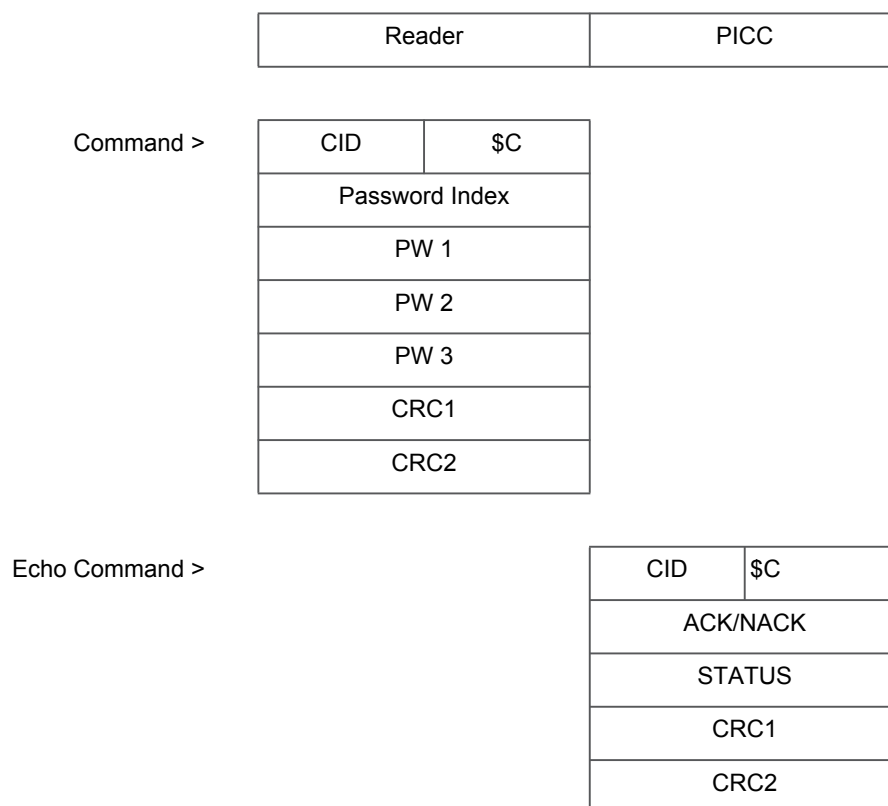 Reader PICC
Command > CID $C
Password Index
PW 1
PW 2
PW 3
CRC1
CRC2
Echo Command > CID $C
ACK/NACK
STATUS
CRC1
CRC2